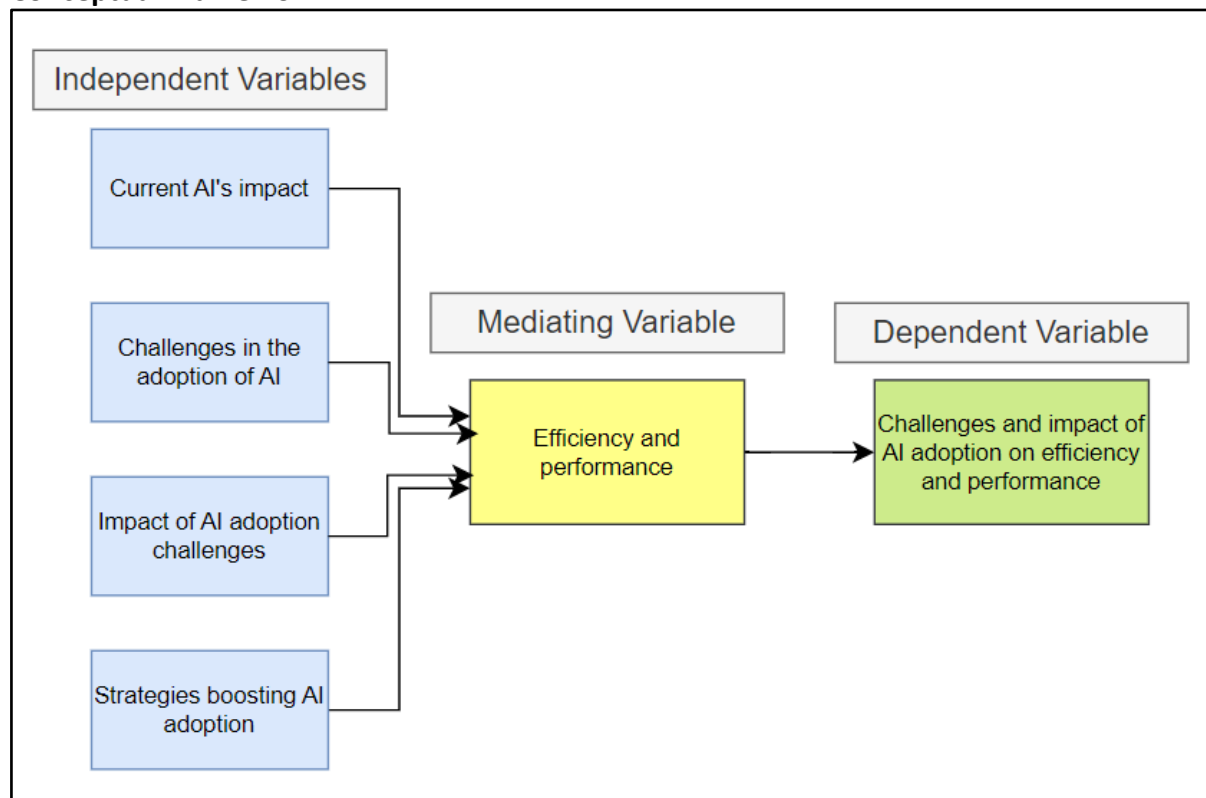 Independent Variables
Current AI's impact
Challenges in the
adoption of AI
Impact of AI adoption
challenges
Strategies boosting AI
adoption
Mediating Variable
Efficiency and
performance
Dependent Variable
Challenges and impact of
AI adoption on efficiency
and performance